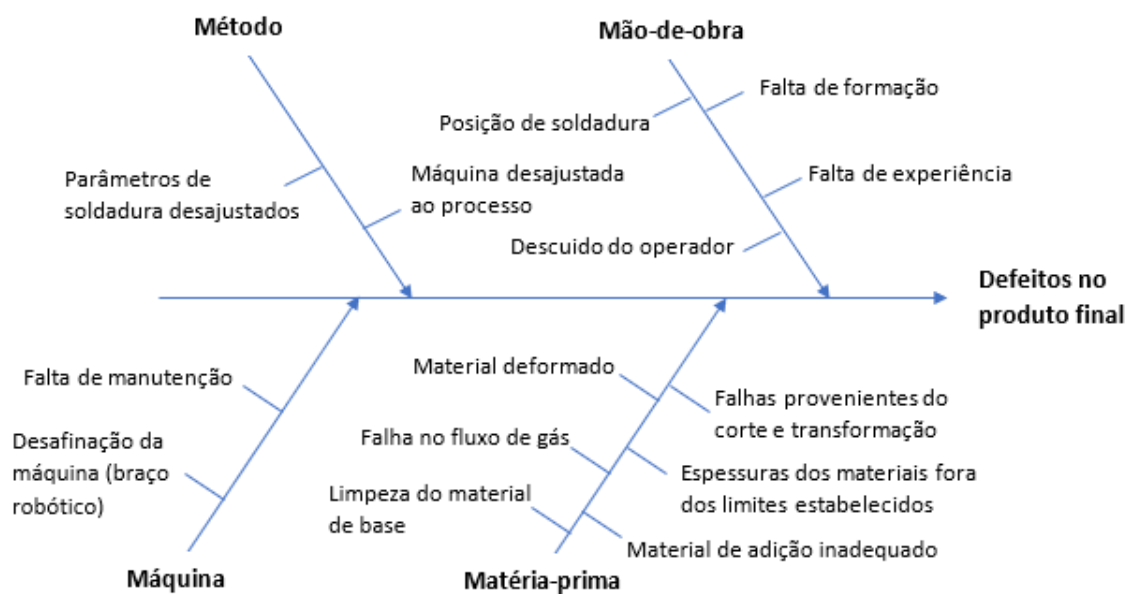 Método
Mão-de-obra
Falta de formação
Posição de soldadura
Parâmetros de
soldadura desajustados
Máquina desajustada
ao processo
Falta de experiência
Descuido do operador
Defeitos no
produto final
Falta de manutenção
Material deformado
Falhas provenientes do
corte e transformação
Desafinação da
máquina (braço
robótico)
Falha no fluxo de gás
Espessuras dos materiais fora
dos limites estabelecidos
Limpeza do material
de base
Material de adição inadequado
Máquina
Matéria-prima